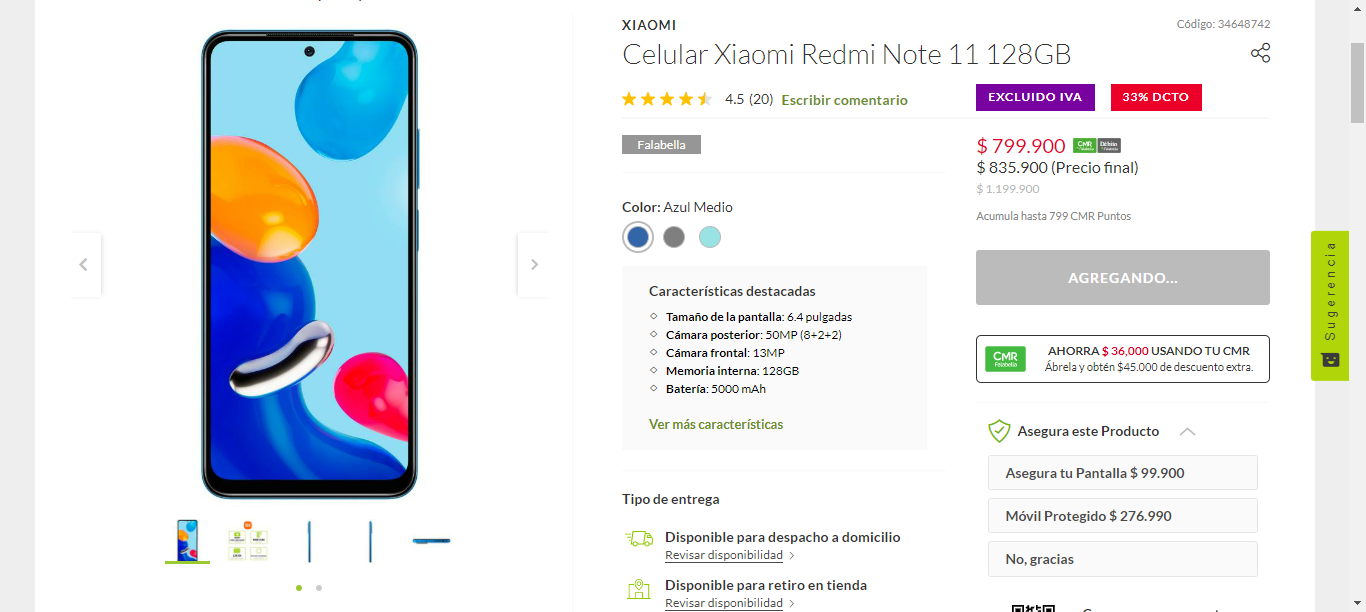 XIAOMI
Código: 34648742
Celular Xiaomi Redmi Note 11 128GB
4.5 (20) Escribir comentario
EXCLUIDO IVA
33% DCTO
Falabella
$ 799.900 CMR Débito
$ 835.900 (Precio final)
$ 1.199.900
Acumula hasta 799 CMR Puntos
Color: Azul Medio
AGREGANDO...
Características destacadas
Tamaño de la pantalla: 6.4 pulgadas
Cámara posterior: 50MP (8+2+2)
Cámara frontal: 13MP
Memoria interna: 128GB
Batería: 5000 mAh
Ver más características
CMR
Falabella
AHORRA $ 36,000 USANDO TU CMR
Ábrela y obtén $45.000 de descuento extra.
Sugerencia
Asegura este Producto
Asegura tu Pantalla $ 99.900
Móvil Protegido $ 276.990
No, gracias
Tipo de entrega
Disponible para despacho a domicilio
Revisar disponibilidad
Disponible para retiro en tienda
Revisar disponibilidad